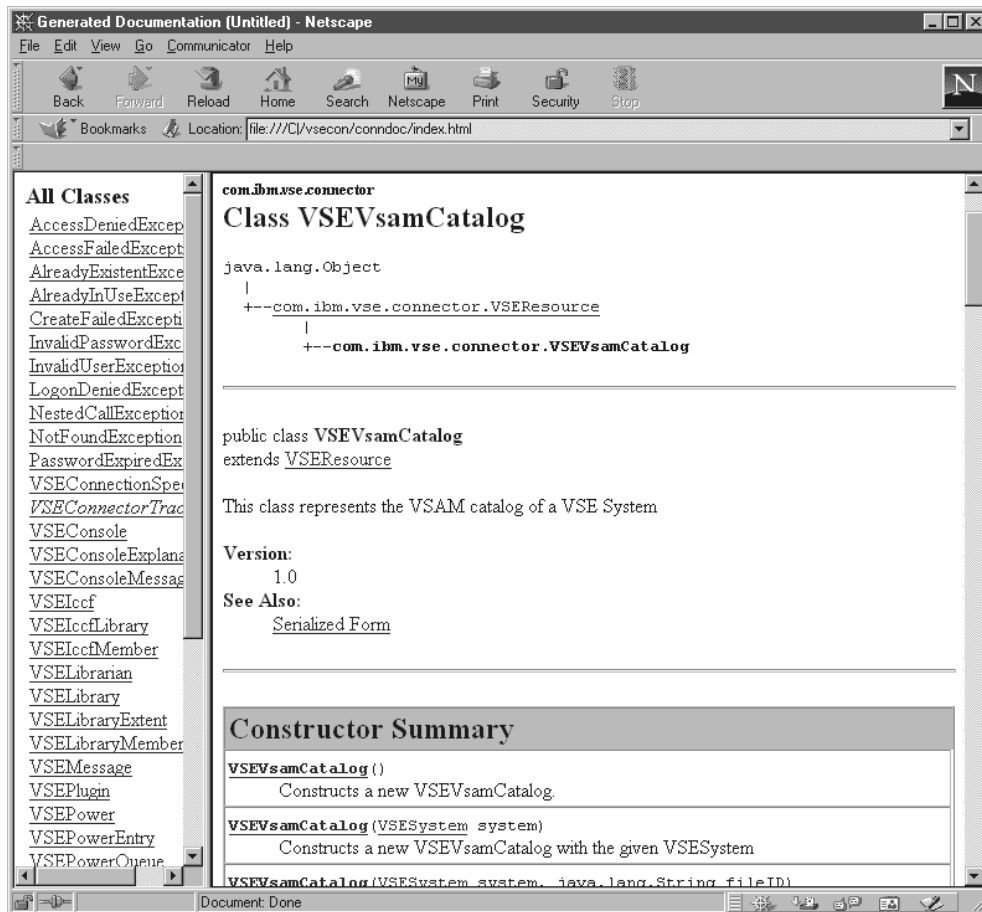 Generated Documentation (Untitled) - Netscape
File Edit View Go Communicator Help
Back Forward Reload Home Search Netscape Print Security Stop
My
N
Bookmarks Location: file:///C|/vsecon/conndoc/index.html
All Classes
AccessDeniedExcep
AccessFailedExcept
AlreadyExistentExce
AlreadyInUseExcept
CreateFailedExcepti
InvalidPasswordExc
InvalidUserException
LogonDeniedExcept
NestedCallException
NotFoundException
PasswordExpiredEx
VSEConnectionSpe
VSEConnectorTrac
VSEConsole
VSEConsoleExplana
VSEConsoleMessag
VSEIccf
VSEIccfLibrary
VSEIccfMember
VSELibrarian
VSELibrary
VSELibraryExtent
VSELibraryMember
VSEMessage
VSEPlugin
VSEPower
VSEPowerEntry
VSEPowerQueue
com.ibm.vse.connector
Class VSEVsamCatalog
java.lang.Object
|
+--com.ibm.vse.connector.VSEResource
|
+--com.ibm.vse.connector.VSEVsamCatalog
public class VSEVsamCatalog
extends VSEResource
This class represents the VSAM catalog of a VSE System
Version:
1.0
See Also:
Serialized Form
Constructor Summary
VSEVsamCatalog()
Constructs a new VSEVsamCatalog.
VSEVsamCatalog(VSESystem system)
Constructs a new VSEVsamCatalog with the given VSESystem
VSEVsamCatalog(VSESystem system, java.lang.String fileID)
Document: Done